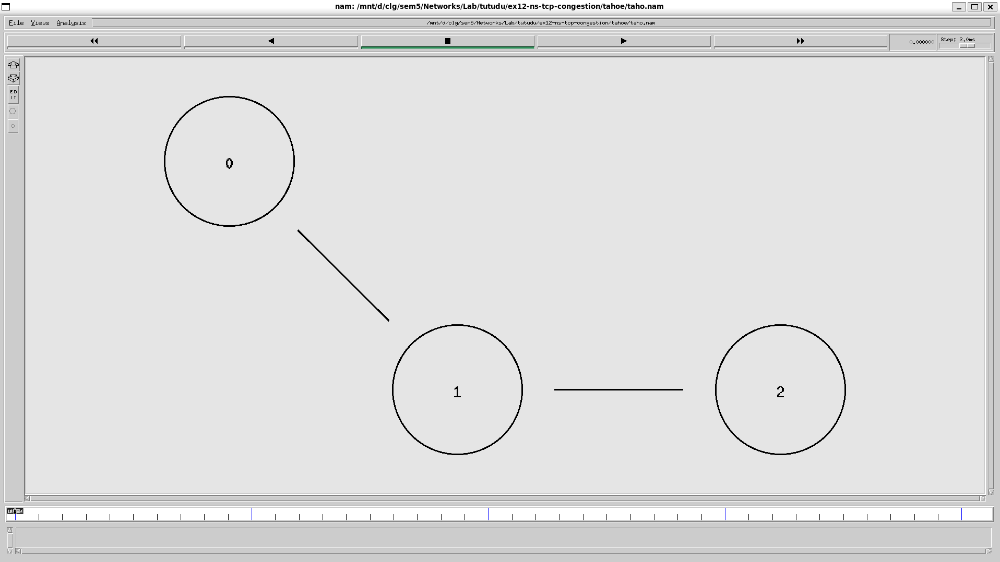 nam: /mnt/d/clg/sem5/Networks/Lab/tutudu/ex12-ns-tcp-congestion/tahoe/taho.nam
File Views Analysis /mnt/d/clg/sem5/Networks/Lab/tutudu/ex12-ns-tcp-congestion/tahoe/taho.nam
0.000000 Step: 2.0ms
ED
IT
0
1 2
TIME